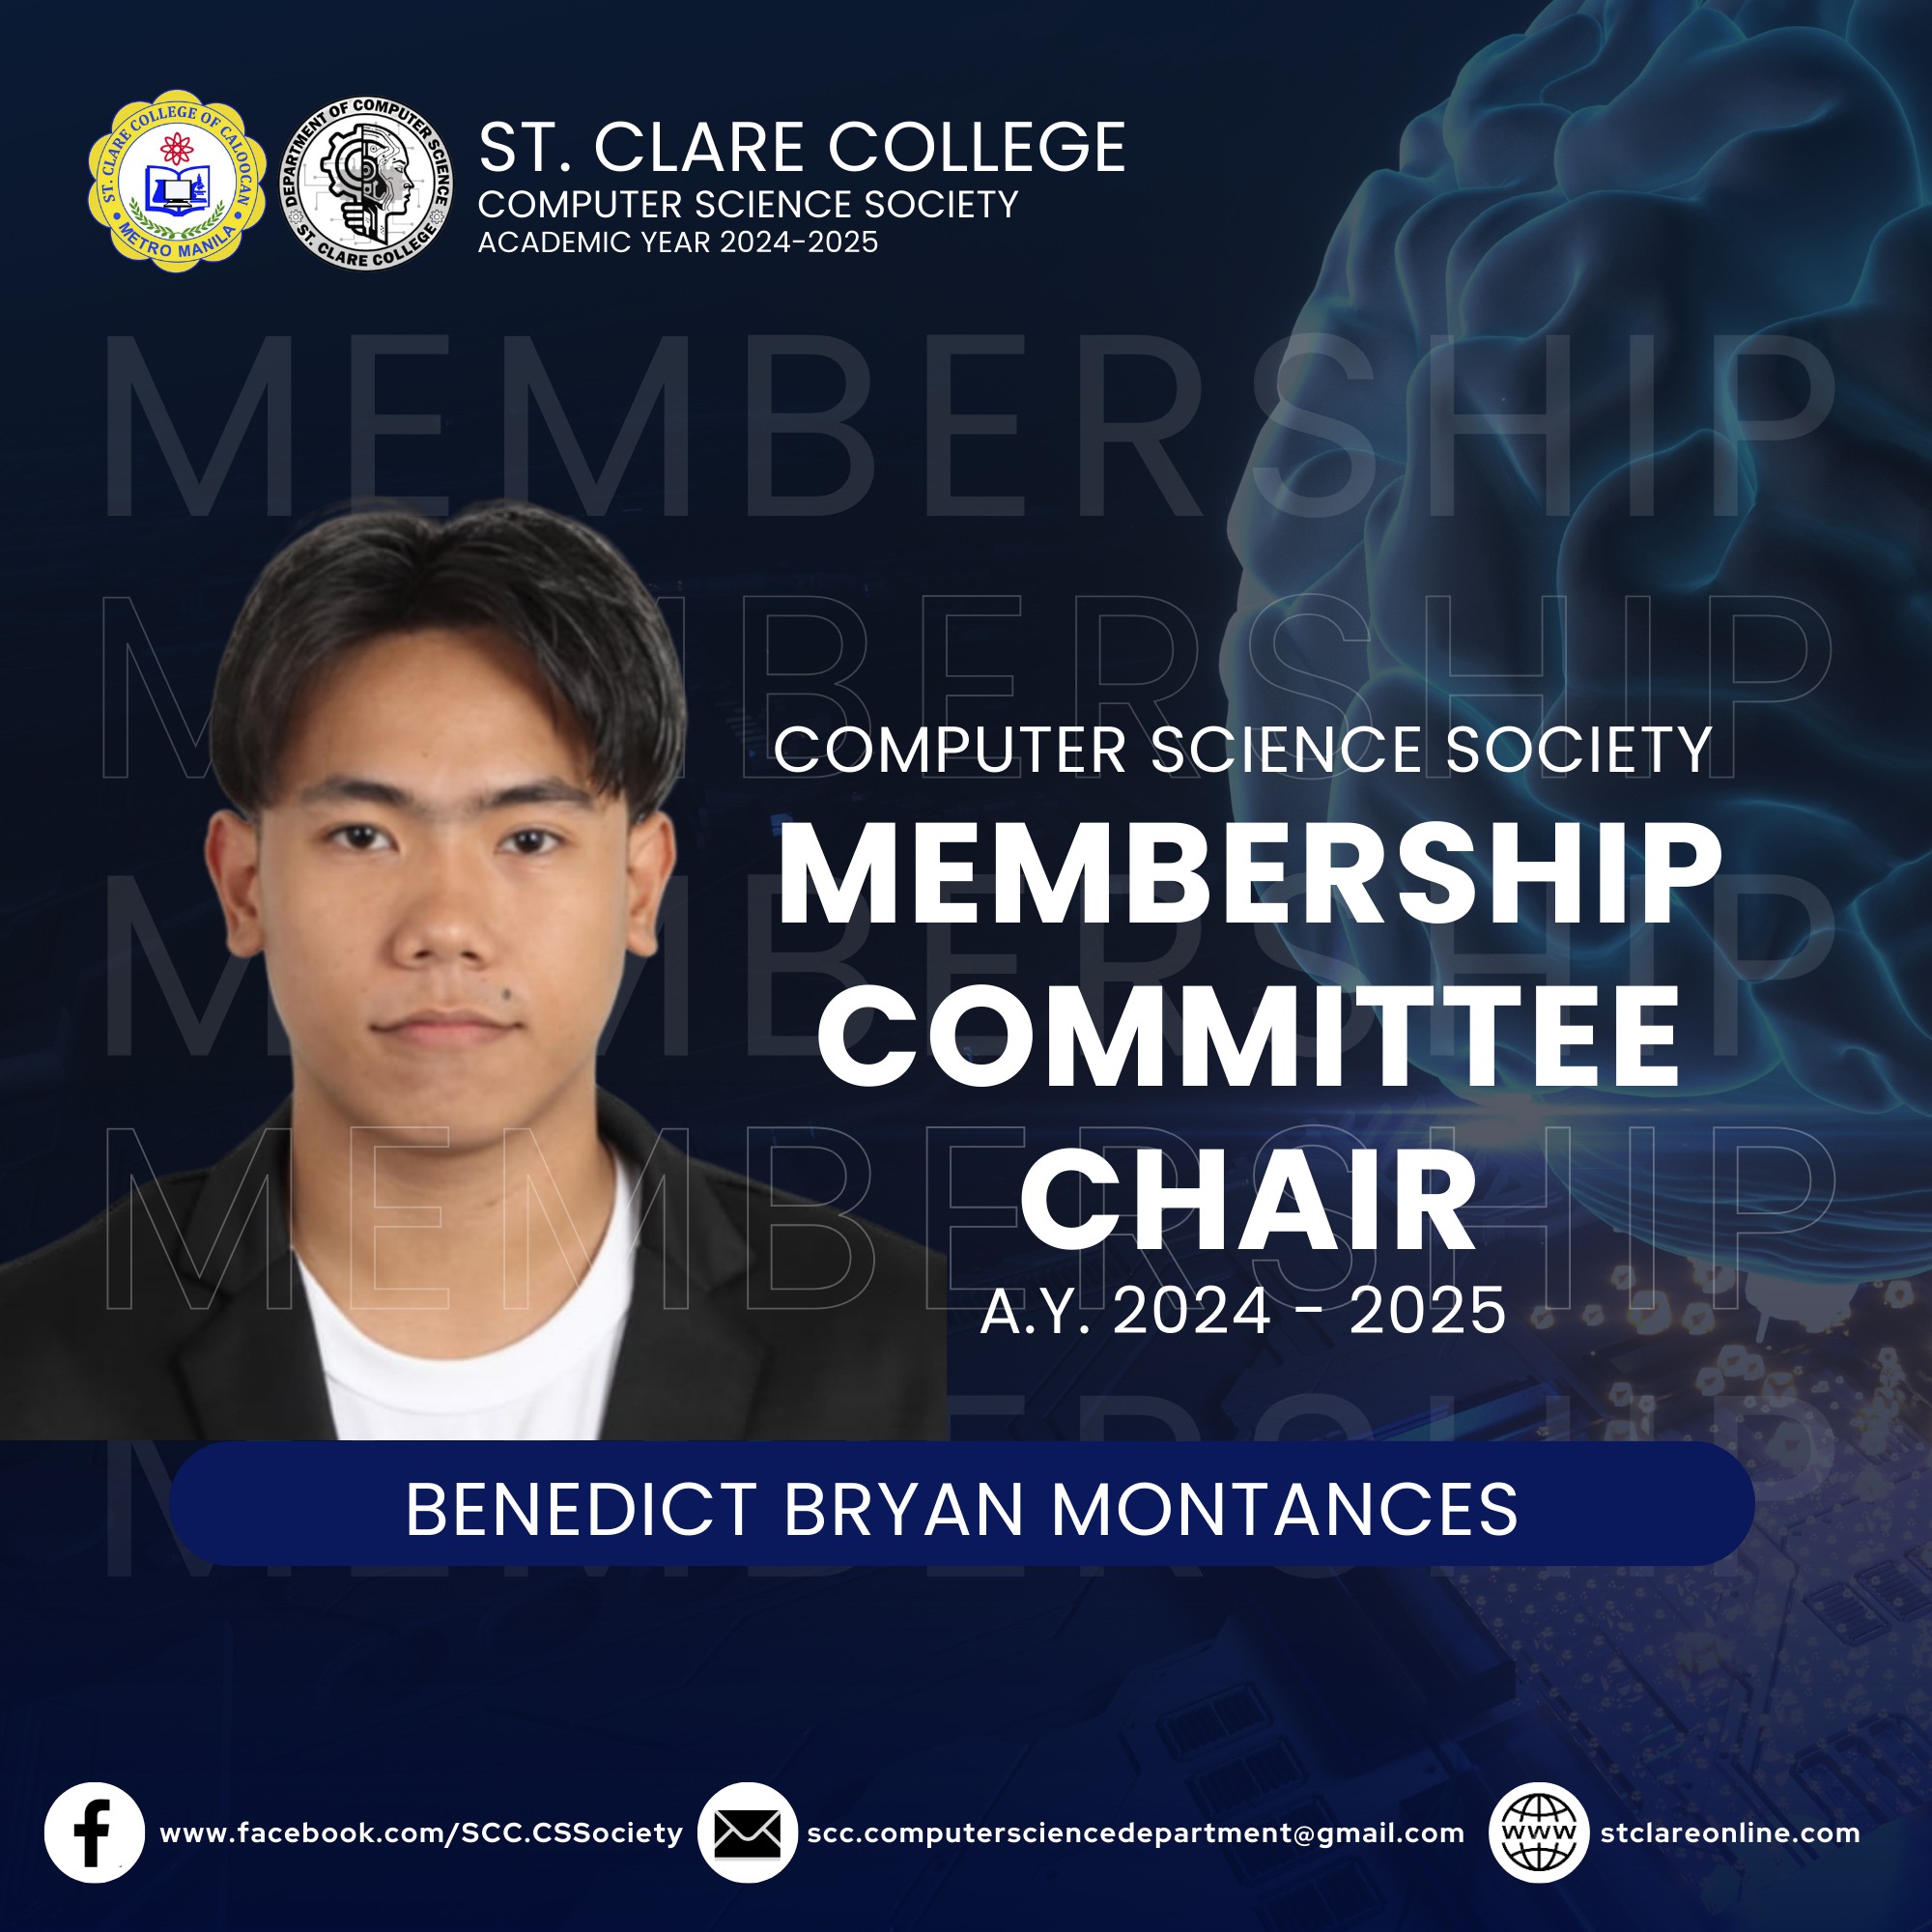 ST. CLARE COLLEGE OF CALOOCAN
METRO MANILA
DEPARTMENT OF COMPUTER SCIENCE
ST. CLARE COLLEGE
ST. CLARE COLLEGE
COMPUTER SCIENCE SOCIETY
ACADEMIC YEAR 2024-2025
MEMBERSHIP
MEMBERSHIP
COMPUTER SCIENCE SOCIETY
MEMBERSHIP
MEMBERSHIP
COMMITTEE
MEMBERSHIP
CHAIR
A.Y. 2024 - 2025
MEMBERSHIP
BENEDICT BRYAN MONTANCES
www.facebook.com/SCC.CSSociety
scc.computersciencedepartment@gmail.com
www
stclareonline.com